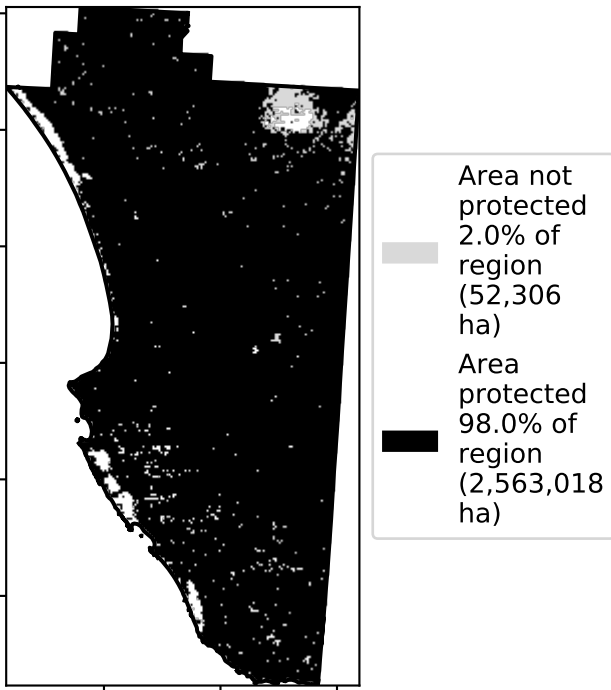 Area not
protected
2.0% of
region
(52,306
ha)
Area
protected
98.0% of
region
(2,563,018
ha)